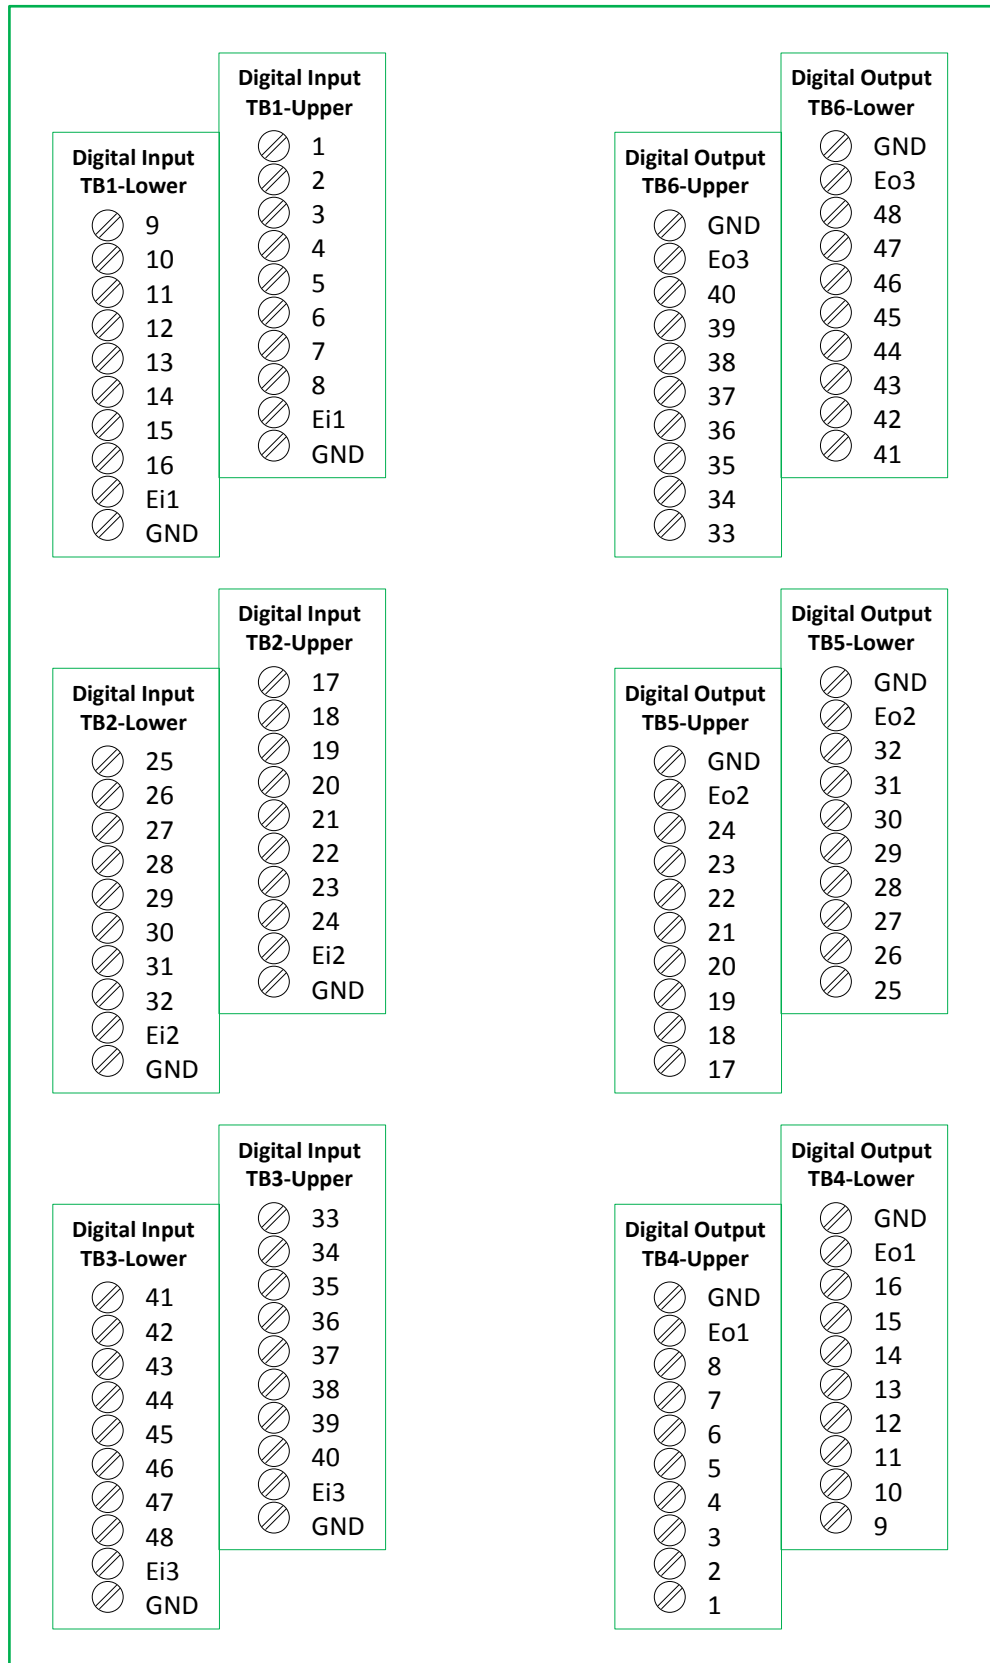 Digital Input
TB1-Upper
1
2
3
4
5
6
7
8
Ei1
GND
Digital Input
TB1-Lower
9
10
11
12
13
14
15
16
Ei1
GND
Digital Output
TB6-Lower
GND
Eo3
48
47
46
45
44
43
42
41
Digital Output
TB6-Upper
GND
Eo3
40
39
38
37
36
35
34
33
Digital Input
TB2-Upper
17
18
19
20
21
22
23
24
Ei2
GND
Digital Input
TB2-Lower
25
26
27
28
29
30
31
32
Ei2
GND
Digital Output
TB5-Lower
GND
Eo2
32
31
30
29
28
27
26
25
Digital Output
TB5-Upper
GND
Eo2
24
23
22
21
20
19
18
17
Digital Input
TB3-Upper
33
34
35
36
37
38
39
40
Ei3
GND
Digital Input
TB3-Lower
41
42
43
44
45
46
47
48
Ei3
GND
Digital Output
TB4-Lower
GND
Eo1
16
15
14
13
12
11
10
9
Digital Output
TB4-Upper
GND
Eo1
8
7
6
5
4
3
2
1